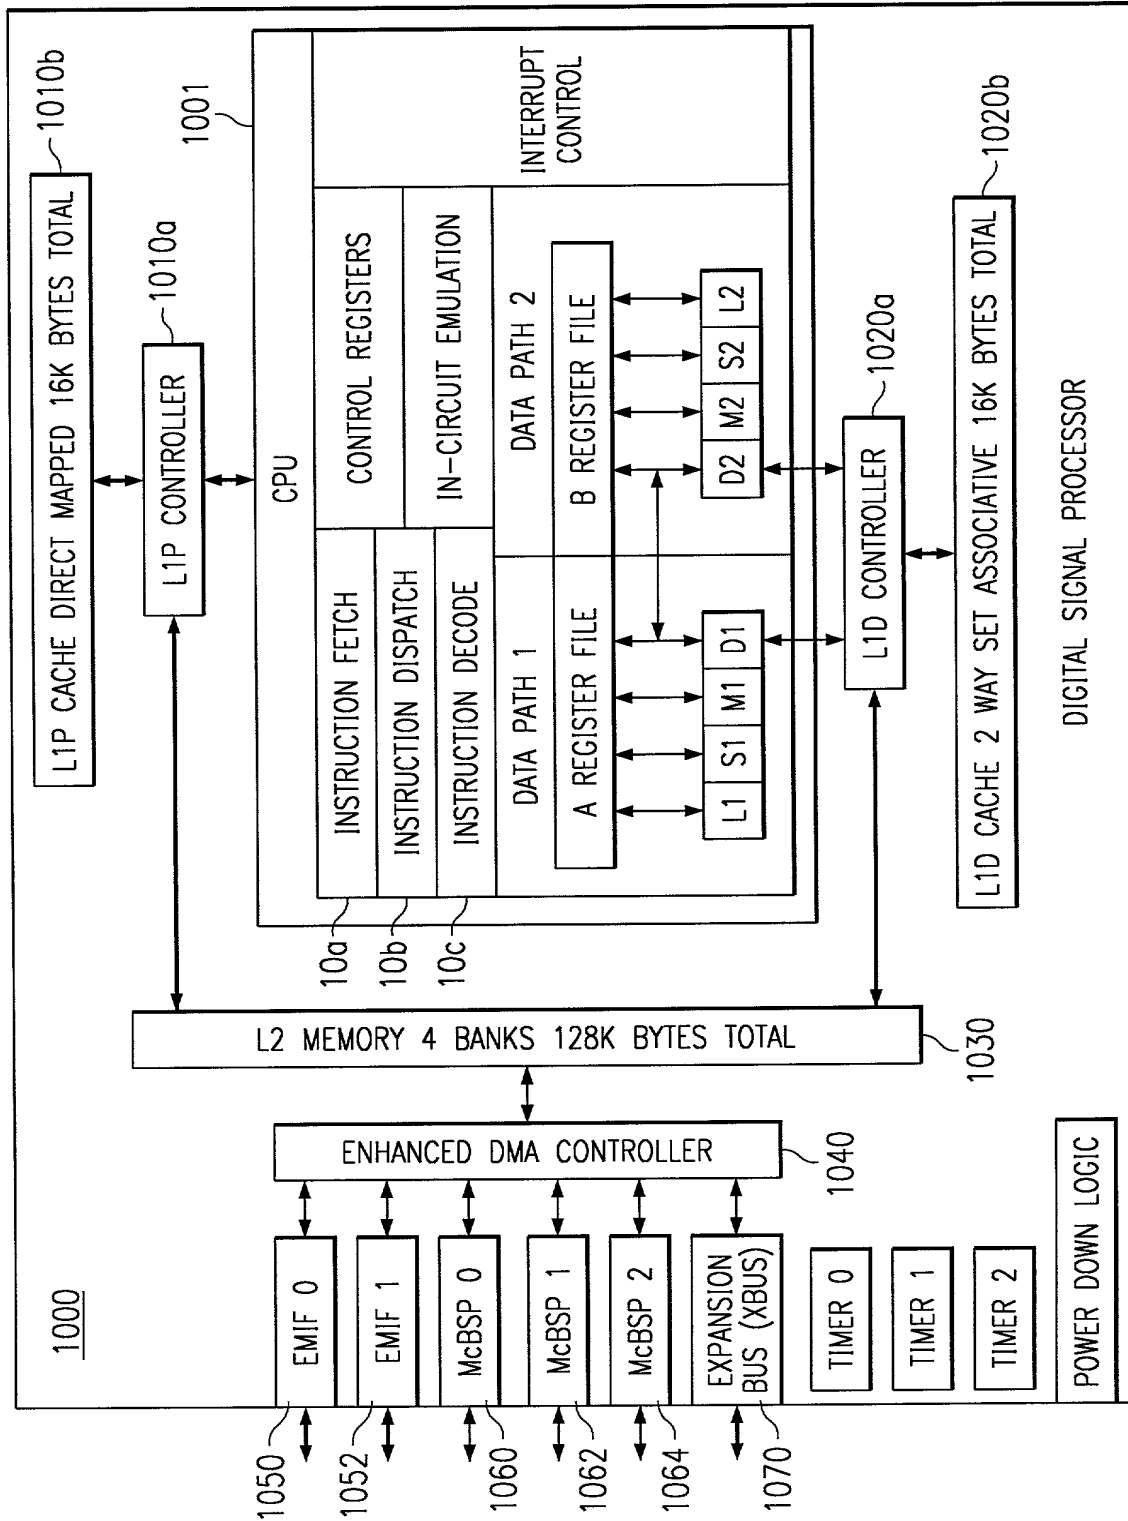 1000
1050
EMIF 0
1052
EMIF 1
1060
McBSP 0
1062
McBSP 1
1064
McBSP 2
1070
EXPANSION
BUS (XBUS)
TIMER 0
TIMER 1
TIMER 2
POWER DOWN LOGIC
ENHANCED DMA CONTROLLER
1040
L2 MEMORY 4 BANKS 128K BYTES TOTAL
1030
L1P CACHE DIRECT MAPPED 16K BYTES TOTAL
1010b
L1P CONTROLLER
1010a
1001
CPU
10a
INSTRUCTION FETCH
10b
INSTRUCTION DISPATCH
10c
INSTRUCTION DECODE
CONTROL REGISTERS
IN-CIRCUIT EMULATION
INTERRUPT
CONTROL
DATA PATH 1
DATA PATH 2
A REGISTER FILE
B REGISTER FILE
L1
S1
M1
D1
D2
M2
S2
L2
L1D CONTROLLER
1020a
L1D CACHE 2 WAY SET ASSOCIATIVE 16K BYTES TOTAL
1020b
DIGITAL SIGNAL PROCESSOR